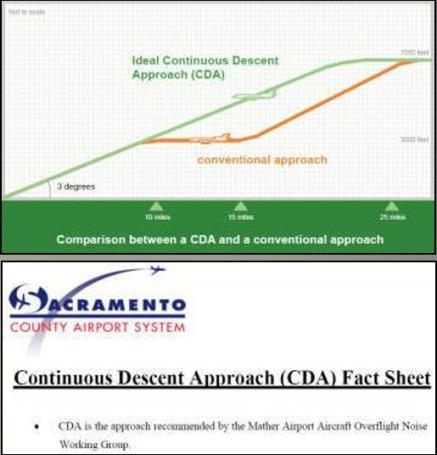 Not to scale
Ideal Continuous Descent
Approach (CDA)
7000 feet
conventional approach
3000 feet
3 degrees
10 miles
15 miles
25 miles
Comparison between a CDA and a conventional approach
SACRAMENTO
COUNTY AIRPORT SYSTEM
Continuous Descent Approach (CDA) Fact Sheet
• CDA is the approach recommended by the Mather Airport Aircraft Overflight Noise
Working Group.